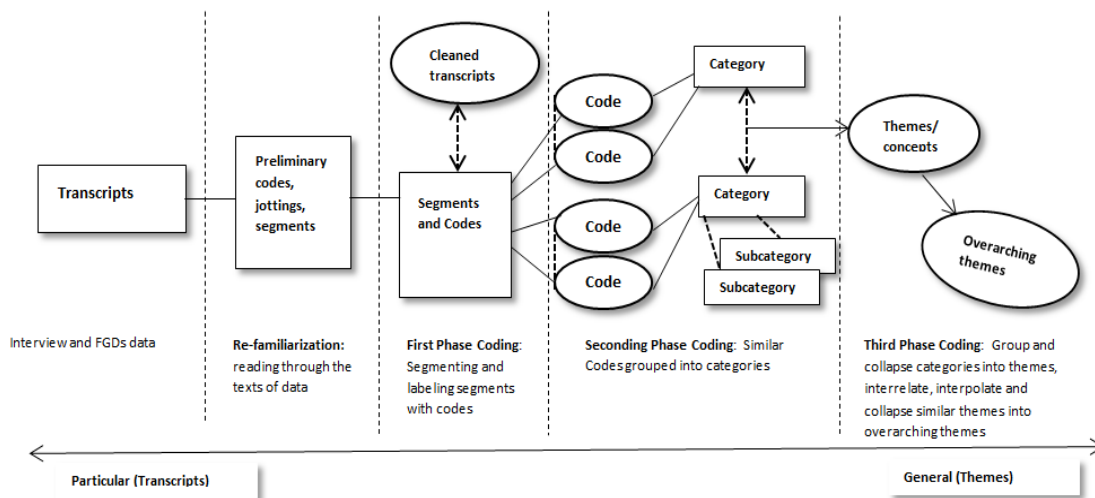 Transcripts
Preliminary
codes,
jottings,
segments
Cleaned
transcripts
Segments
and Codes
Code
Code
Code
Code
Category
Category
Subcategory
Subcategory
Themes/
concepts
Overarching
themes
Interview and FGDs data
Re-familiarization:
reading through the
texts of data
First Phase Coding:
Segmenting and
labeling segments
with codes
Seconding Phase Coding: Similar
Codes grouped into categories
Third Phase Coding: Group and
collapse categories into themes,
interrelate, interpolate and
collapse similar themes into
overarching themes
Particular (Transcripts)
General (Themes)